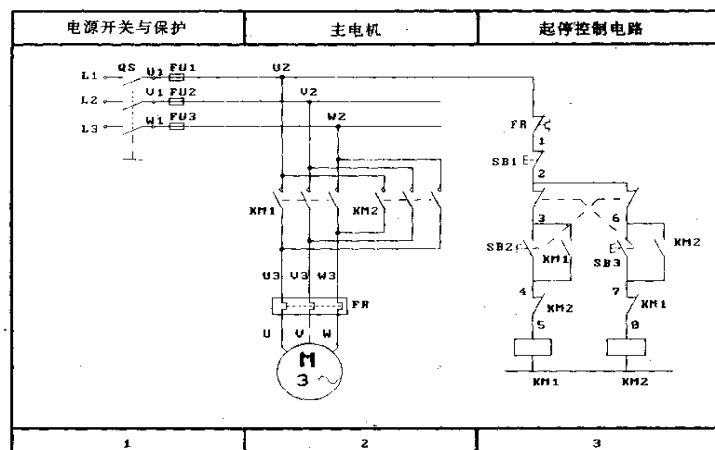 电源开关与保护 主电机 起停控制电路
L1 QS U1 FU1 U2
L2 V1 FU2 V2
L3 W1 FU3 W2
FR
1
SB1
2
KM1 KM2
3 6
SB2 KM1 SB3 KM2
U3 V3 W3
4 7
FR
KM2 KM1
5 8
U V W
M
3
KM1 KM2
1 2 3